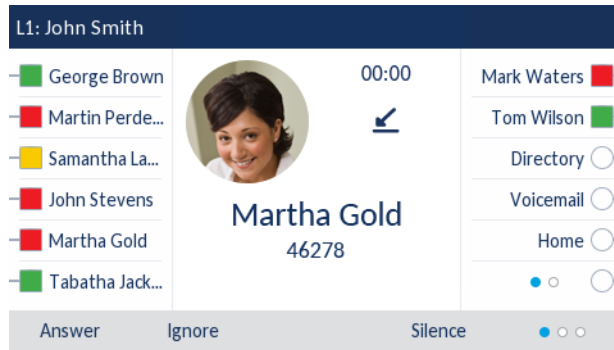 L1: John Smith
George Brown
Martin Perde...
Samantha La...
John Stevens
Martha Gold
Tabatha Jack...
00:00
Martha Gold
46278
Mark Waters
Tom Wilson
Directory
Voicemail
Home
Answer Ignore Silence